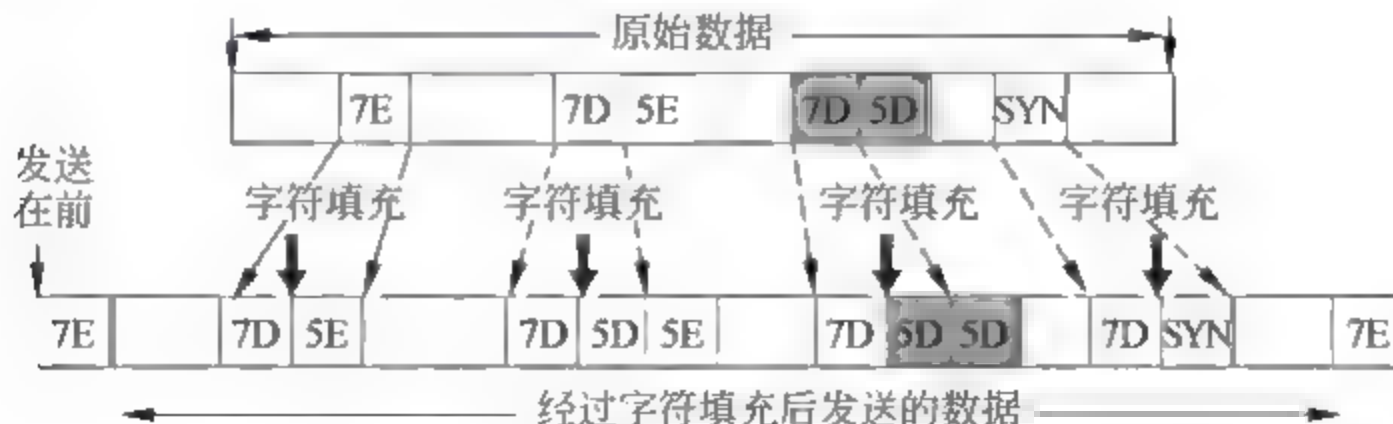 原始数据
7E 7D 5E 7D 5D SYN
发送
在前
字符填充 字符填充 字符填充 字符填充
7E 7D 5E 7D 5D 5E 7D 5D 5D 7D SYN 7E
经过字符填充后发送的数据